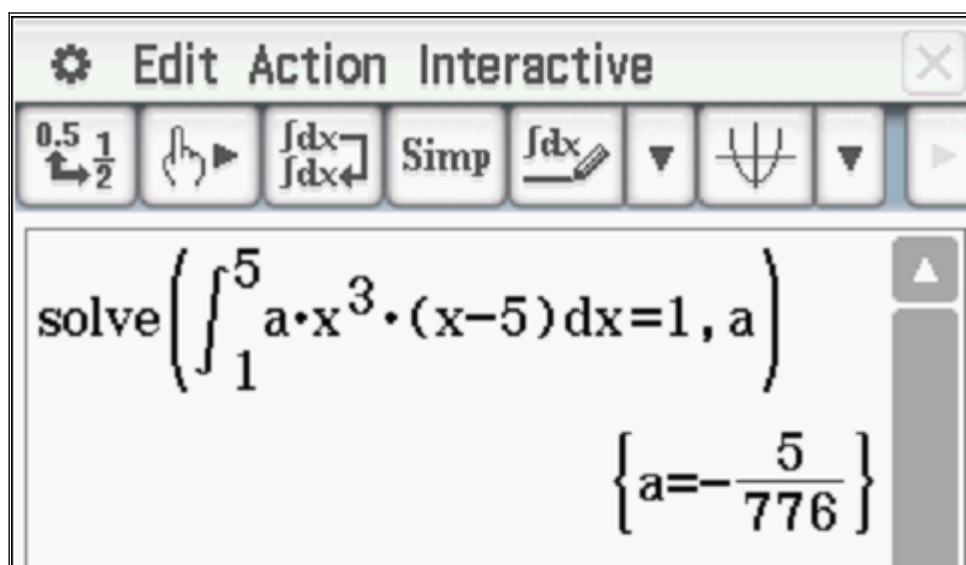 Edit Action Interactive
0.5 1/2 ∫dx ∫dx Simp ∫dx
solve(∫₁⁵ a·x³·(x−5)dx=1, a)
{a=−5/776}